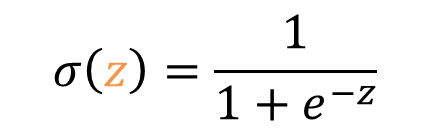 σ(z) = 1 / (1 + e^{−z})